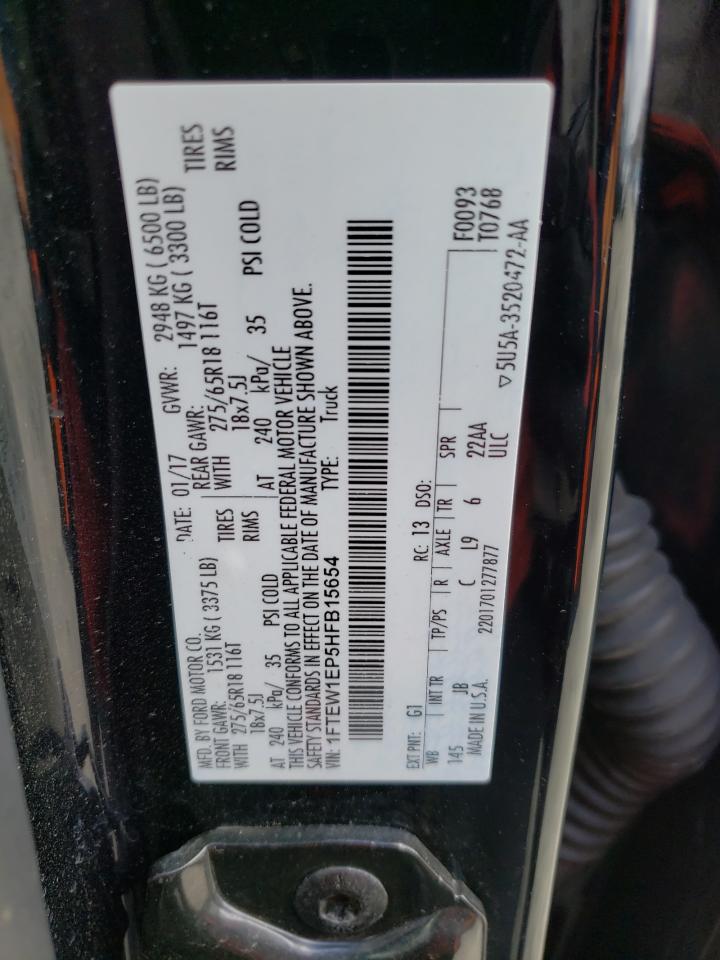 MFD. BY FORD MOTOR CO.
DATE: 01/17 GVWR: 2948 KG ( 6500 LB)
FRONT GAWR: 1531 KG ( 3375 LB) REAR GAWR: 1497 KG ( 3300 LB)
WITH 275/65R18 116T TIRES WITH 275/65R18 116T TIRES
18x7.5J RIMS 18x7.5J RIMS
AT 240 kPa/ 35 PSI COLD AT 240 kPa/ 35 PSI COLD
THIS VEHICLE CONFORMS TO ALL APPLICABLE FEDERAL MOTOR VEHICLE
SAFETY STANDARDS IN EFFECT ON THE DATE OF MANUFACTURE SHOWN ABOVE.
VIN: 1FTEW1EP5HFB15654 TYPE: Truck
EXT PNT: G1 RC: 13 DSO: F0093
WB INT TR TP/PS R AXLE TR SPR T0768
145 JB C L9 6 22AA
MADE IN U.S.A. 2201701277877 ULC ▽5U5A-3520472-AA